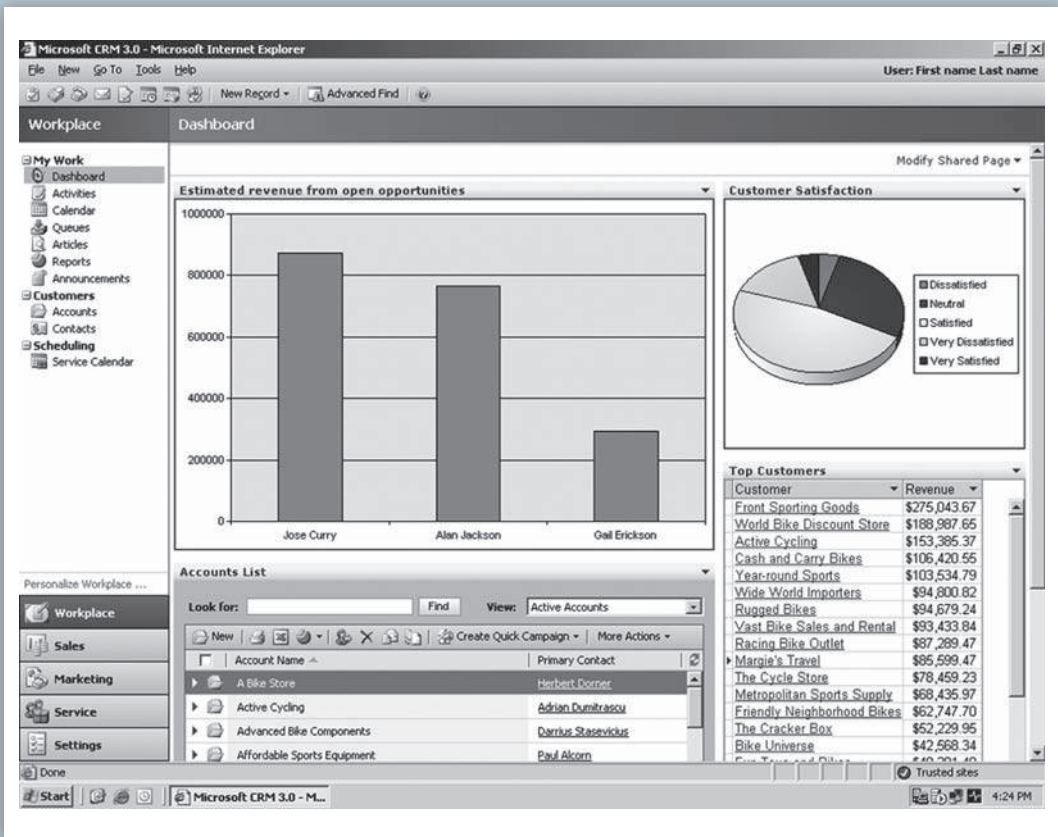 Microsoft CRM 3.0 - Microsoft Internet Explorer
File New Go To Tools Help
User: First name Last name
New Record
Advanced Find
Workplace
Dashboard
Modify Shared Page
My Work
Dashboard
Activities
Calendar
Queues
Articles
Reports
Announcements
Customers
Accounts
Contacts
Scheduling
Service Calendar
Personalize Workplace ...
Workplace
Sales
Marketing
Service
Settings
Estimated revenue from open opportunities
1000000
800000
600000
400000
200000
0
Jose Curry Alan Jackson Gail Erickson
Customer Satisfaction
Dissatisfied
Neutral
Satisfied
Very Dissatisfied
Very Satisfied
Accounts List
Look for: Find View: Active Accounts
New Create Quick Campaign More Actions
Account Name Primary Contact
A Bike Store Herbert Dorner
Active Cycling Adrian Dumitrascu
Advanced Bike Components Darrius Stasevicius
Affordable Sports Equipment Paul Alcorn
Top Customers
Customer Revenue
Front Sporting Goods $275,043.67
World Bike Discount Store $188,987.65
Active Cycling $153,385.37
Cash and Carry Bikes $106,420.55
Year-round Sports $103,534.79
Wide World Importers $94,800.82
Rugged Bikes $94,679.24
Vast Bike Sales and Rental $93,433.84
Racing Bike Outlet $87,289.47
Margie's Travel $85,599.47
The Cycle Store $78,459.23
Metropolitan Sports Supply $68,435.97
Friendly Neighborhood Bikes $62,747.70
The Cracker Box $52,229.95
Bike Universe $42,568.34
Done
Trusted sites
Start
Microsoft CRM 3.0 - M...
4:24 PM